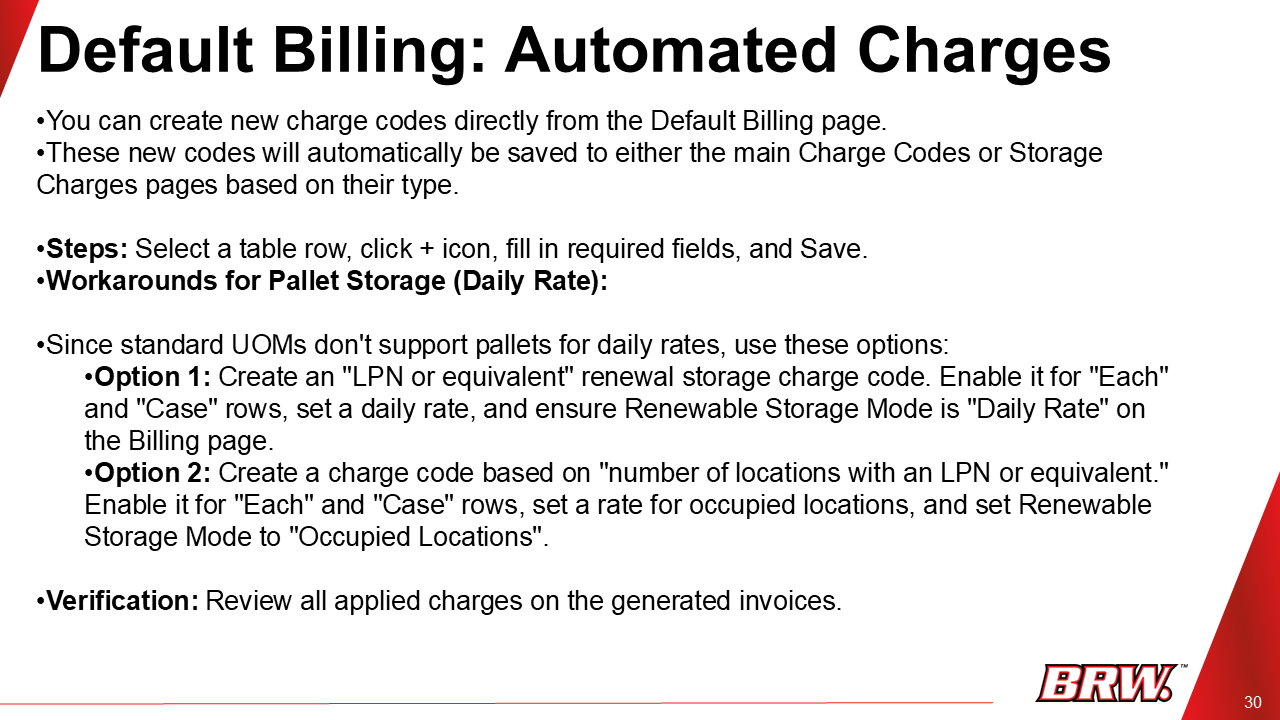 Default Billing: Automated Charges
•You can create new charge codes directly from the Default Billing page.
•These new codes will automatically be saved to either the main Charge Codes or Storage
Charges pages based on their type.
•Steps: Select a table row, click + icon, fill in required fields, and Save.
•Workarounds for Pallet Storage (Daily Rate):
•Since standard UOMs don't support pallets for daily rates, use these options:
•Option 1: Create an "LPN or equivalent" renewal storage charge code. Enable it for "Each"
and "Case" rows, set a daily rate, and ensure Renewable Storage Mode is "Daily Rate" on
the Billing page.
•Option 2: Create a charge code based on "number of locations with an LPN or equivalent."
Enable it for "Each" and "Case" rows, set a rate for occupied locations, and set Renewable
Storage Mode to "Occupied Locations".
•Verification: Review all applied charges on the generated invoices.
BRW.™
30